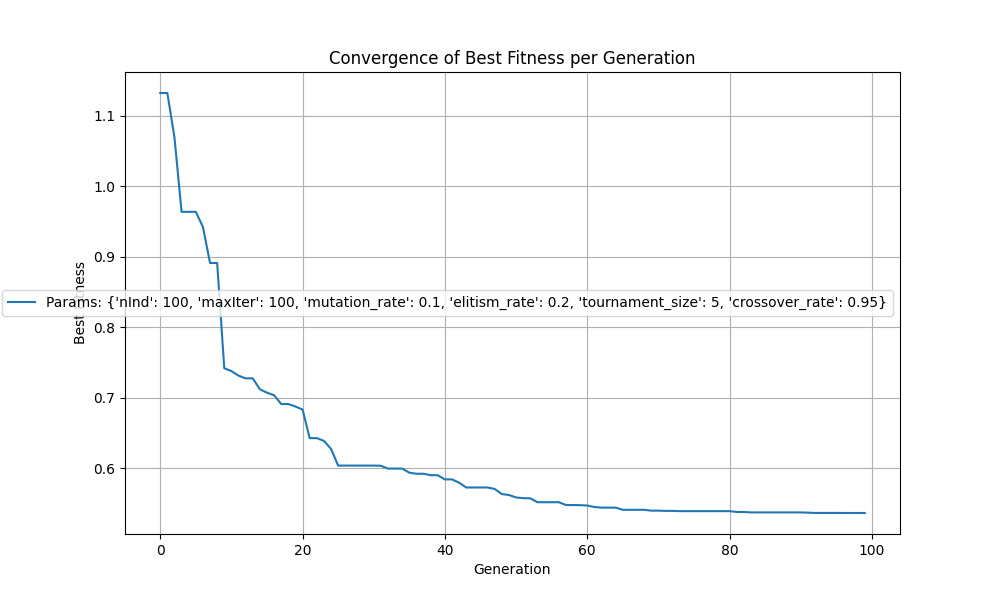 Convergence of Best Fitness per Generation
1.1
1.0
0.9
0.8
0.7
0.6
Best Fitness
Params: {'nInd': 100, 'maxIter': 100, 'mutation_rate': 0.1, 'elitism_rate': 0.2, 'tournament_size': 5, 'crossover_rate': 0.95}
0 20 40 60 80 100
Generation